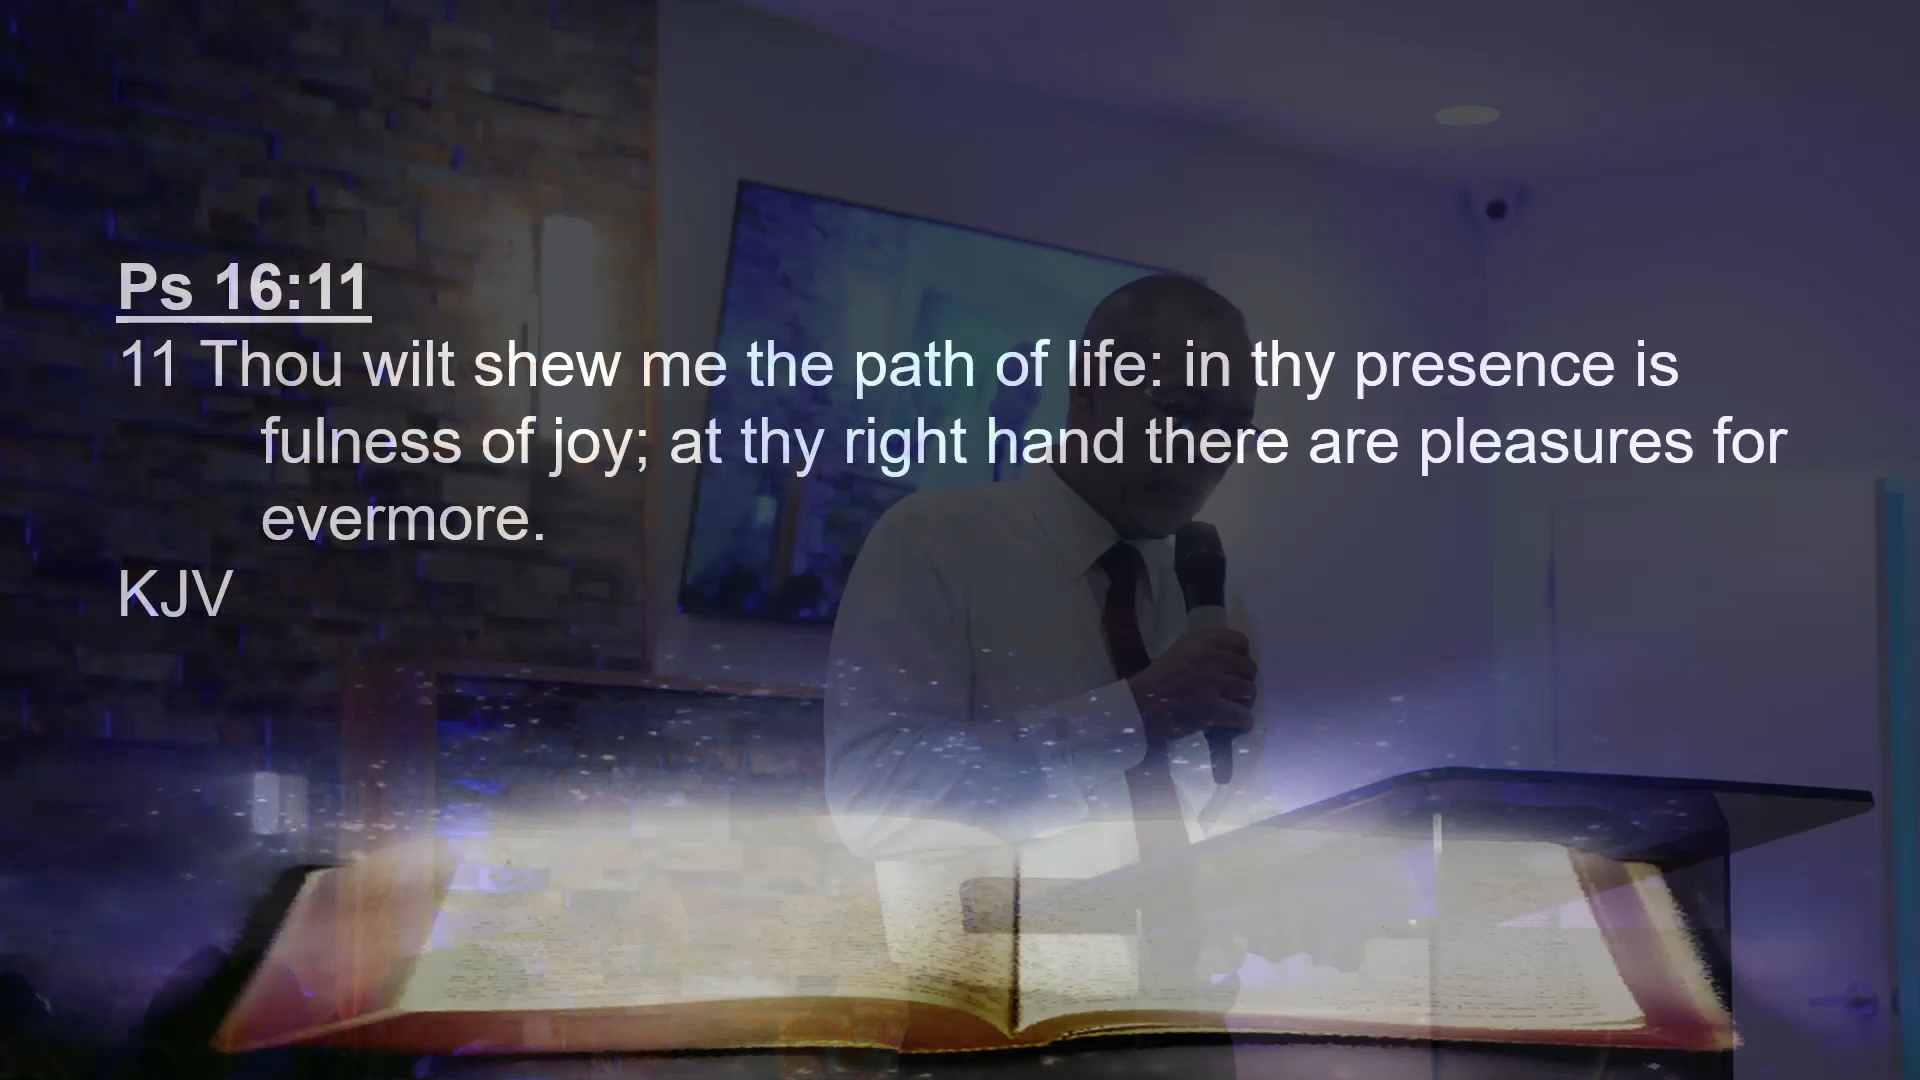 Ps 16:11
11 Thou wilt shew me the path of life: in thy presence is
fulness of joy; at thy right hand there are pleasures for
evermore.
KJV